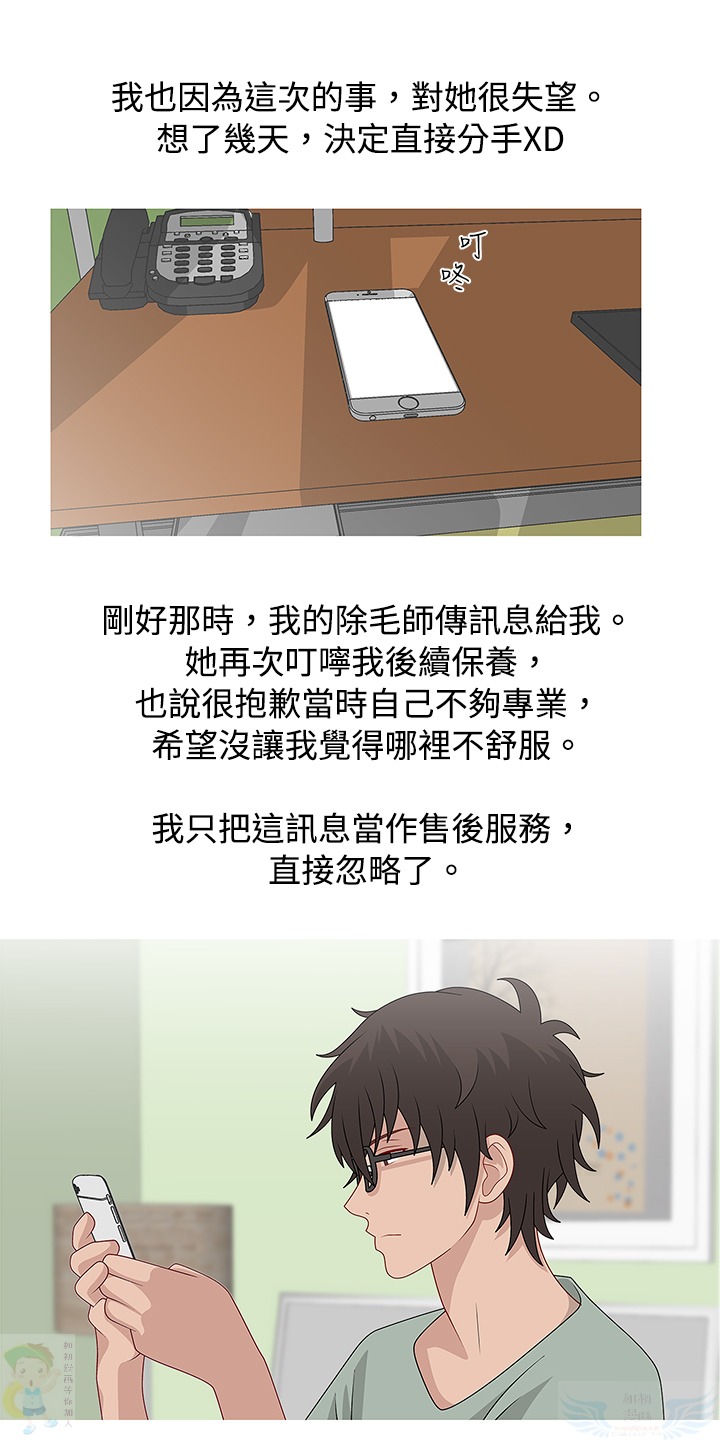 我也因為這次的事，對她很失望。
想了幾天，決定直接分手XD
叮
咚
剛好那時，我的除毛師傳訊息給我。
她再次叮嚀我後續保養，
也說很抱歉當時自己不夠專業，
希望沒讓我覺得哪裡不舒服。
我只把這訊息當作售後服務，
直接忽略了。